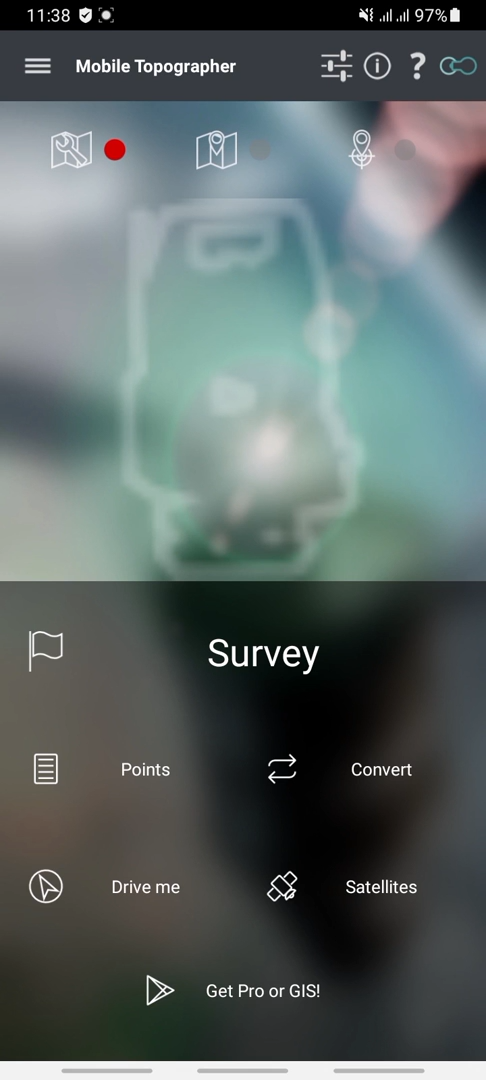 11:38 97%
Mobile Topographer
Survey
Points Convert
Drive me Satellites
Get Pro or GIS!